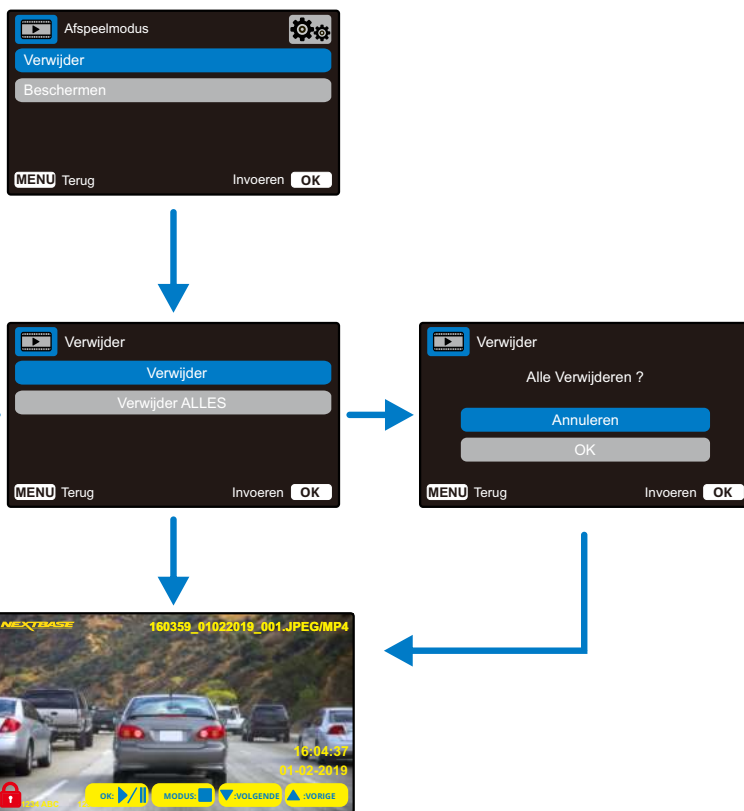 Afspeelmodus
Verwijder
Beschermen
MENU Terug Invoeren OK
Verwijder
Verwijder
Verwijder ALLES
MENU Terug Invoeren OK
Verwijder
Alle Verwijderen ?
Annuleren
OK
MENU Terug Invoeren OK
NEXTBASE 160359_01022019_001.JPEG/MP4
16:04:37
01-02-2019
OK: MODUS: :VOLGENDE :VORIGE